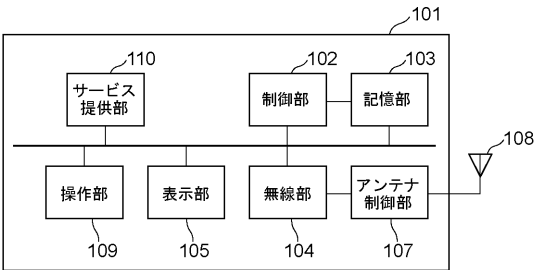 101
110
102
103
サービス
提供部
制御部
記憶部
108
操作部
表示部
無線部
アンテナ
制御部
109
105
104
107